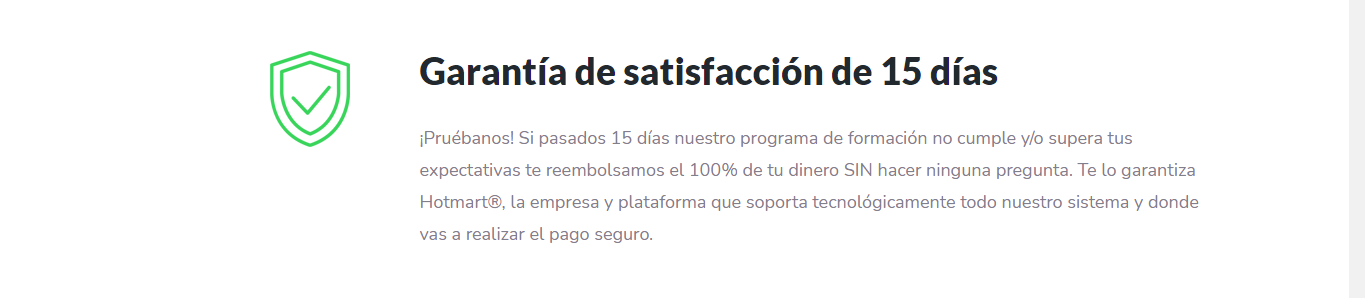 Garantía de satisfacción de 15 días
¡Pruébanos! Si pasados 15 días nuestro programa de formación no cumple y/o supera tus
expectativas te reembolsamos el 100% de tu dinero SIN hacer ninguna pregunta. Te lo garantiza
Hotmart®, la empresa y plataforma que soporta tecnológicamente todo nuestro sistema y donde
vas a realizar el pago seguro.